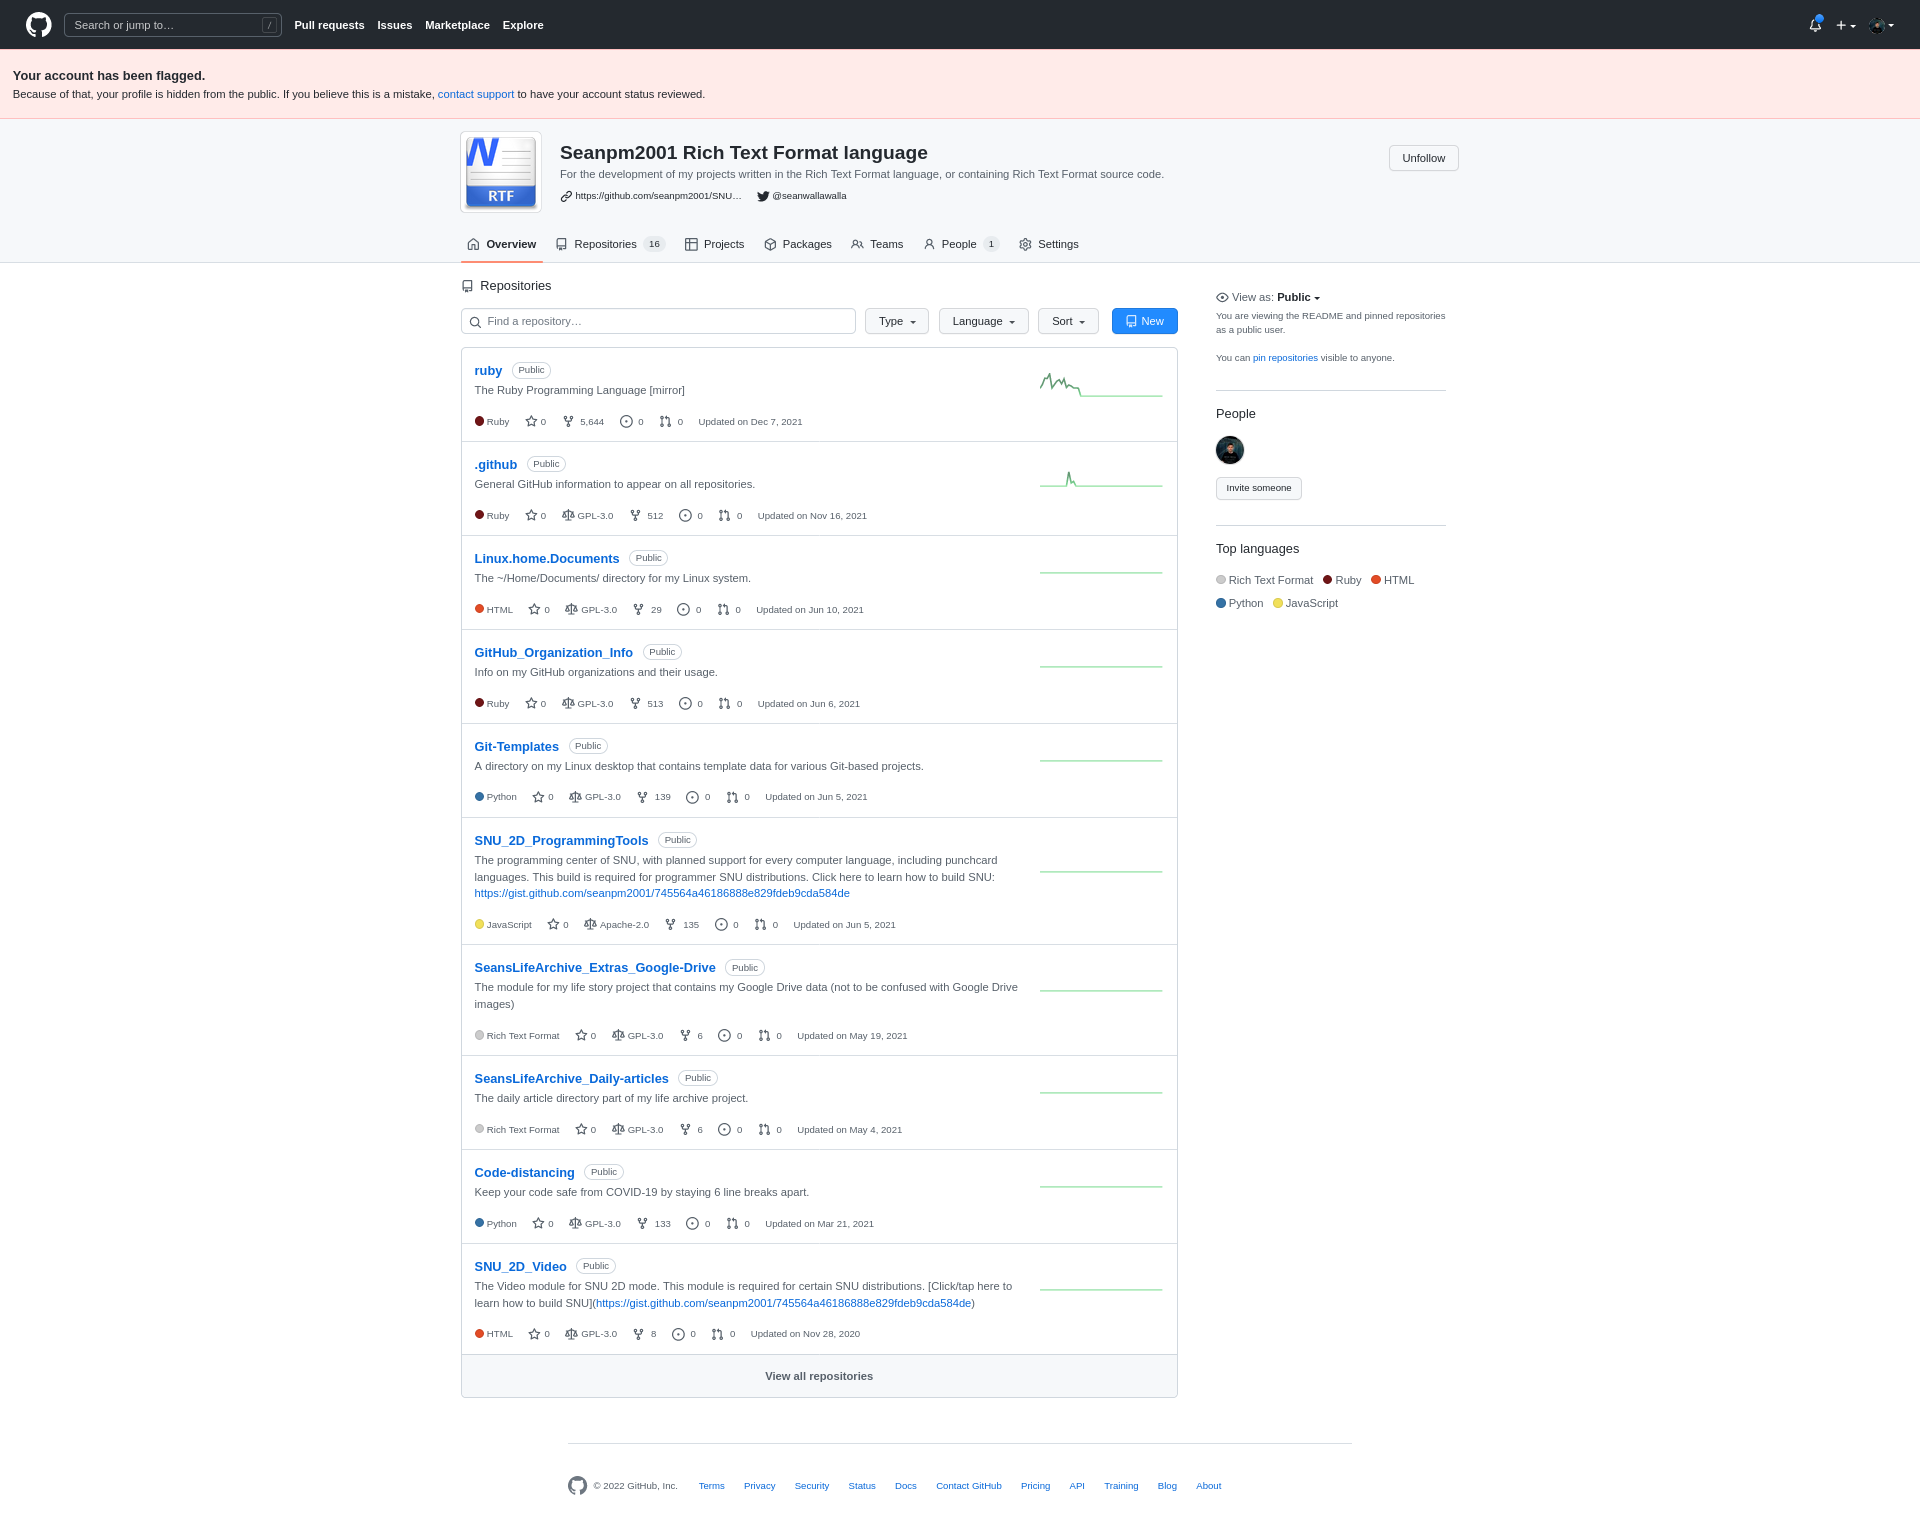 Search or jump to… /
Pull requests Issues Marketplace Explore
Your account has been flagged.
Because of that, your profile is hidden from the public. If you believe this is a mistake, contact support to have your account status reviewed.
N
RTF
Seanpm2001 Rich Text Format language
Unfollow
For the development of my projects written in the Rich Text Format language, or containing Rich Text Format source code.
https://github.com/seanpm2001/SNU… @seanwallawalla
Overview Repositories 16 Projects Packages Teams People 1 Settings
Repositories
Find a repository… Type Language Sort New
ruby Public
The Ruby Programming Language [mirror]
Ruby 0 5,644 0 0 Updated on Dec 7, 2021
.github Public
General GitHub information to appear on all repositories.
Ruby 0 GPL-3.0 512 0 0 Updated on Nov 16, 2021
Linux.home.Documents Public
The ~/Home/Documents/ directory for my Linux system.
HTML 0 GPL-3.0 29 0 0 Updated on Jun 10, 2021
GitHub_Organization_Info Public
Info on my GitHub organizations and their usage.
Ruby 0 GPL-3.0 513 0 0 Updated on Jun 6, 2021
Git-Templates Public
A directory on my Linux desktop that contains template data for various Git-based projects.
Python 0 GPL-3.0 139 0 0 Updated on Jun 5, 2021
SNU_2D_ProgrammingTools Public
The programming center of SNU, with planned support for every computer language, including punchcard
languages. This build is required for programmer SNU distributions. Click here to learn how to build SNU:
https://gist.github.com/seanpm2001/745564a46186888e829fdeb9cda584de
JavaScript 0 Apache-2.0 135 0 0 Updated on Jun 5, 2021
SeansLifeArchive_Extras_Google-Drive Public
The module for my life story project that contains my Google Drive data (not to be confused with Google Drive
images)
Rich Text Format 0 GPL-3.0 6 0 0 Updated on May 19, 2021
SeansLifeArchive_Daily-articles Public
The daily article directory part of my life archive project.
Rich Text Format 0 GPL-3.0 6 0 0 Updated on May 4, 2021
Code-distancing Public
Keep your code safe from COVID-19 by staying 6 line breaks apart.
Python 0 GPL-3.0 133 0 0 Updated on Mar 21, 2021
SNU_2D_Video Public
The Video module for SNU 2D mode. This module is required for certain SNU distributions. [Click/tap here to
learn how to build SNU](https://gist.github.com/seanpm2001/745564a46186888e829fdeb9cda584de)
HTML 0 GPL-3.0 8 0 0 Updated on Nov 28, 2020
View all repositories
View as: Public
You are viewing the README and pinned repositories
as a public user.
You can pin repositories visible to anyone.
People
Invite someone
Top languages
Rich Text Format Ruby HTML
Python JavaScript
© 2022 GitHub, Inc. Terms Privacy Security Status Docs Contact GitHub Pricing API Training Blog About